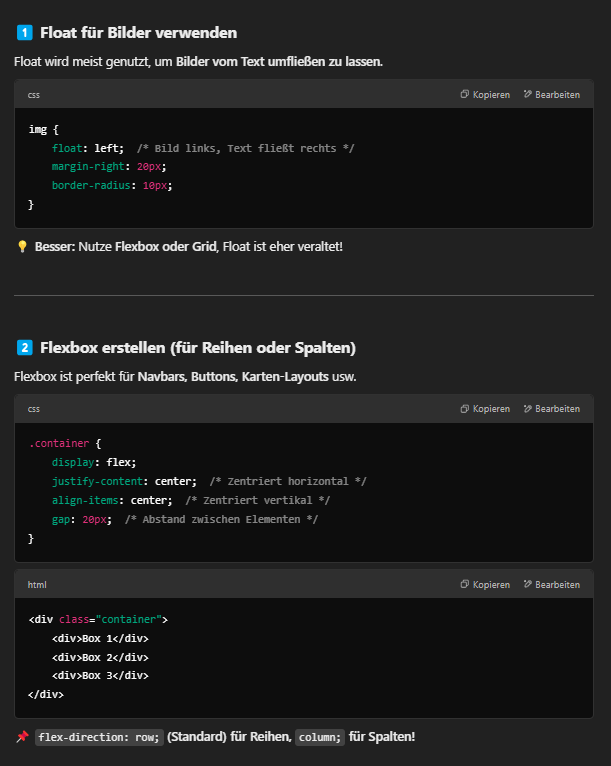 1 Float für Bilder verwenden
Float wird meist genutzt, um Bilder vom Text umfließen zu lassen.
css Kopieren Bearbeiten
img {
    float: left;  /* Bild links, Text fließt rechts */
    margin-right: 20px;
    border-radius: 10px;
}
💡 Besser: Nutze Flexbox oder Grid, Float ist eher veraltet!
2 Flexbox erstellen (für Reihen oder Spalten)
Flexbox ist perfekt für Navbars, Buttons, Karten-Layouts usw.
css Kopieren Bearbeiten
.container {
    display: flex;
    justify-content: center;  /* Zentriert horizontal */
    align-items: center;  /* Zentriert vertikal */
    gap: 20px;  /* Abstand zwischen Elementen */
}
html Kopieren Bearbeiten
<div class="container">
    <div>Box 1</div>
    <div>Box 2</div>
    <div>Box 3</div>
</div>
📌 flex-direction: row; (Standard) für Reihen, column; für Spalten!